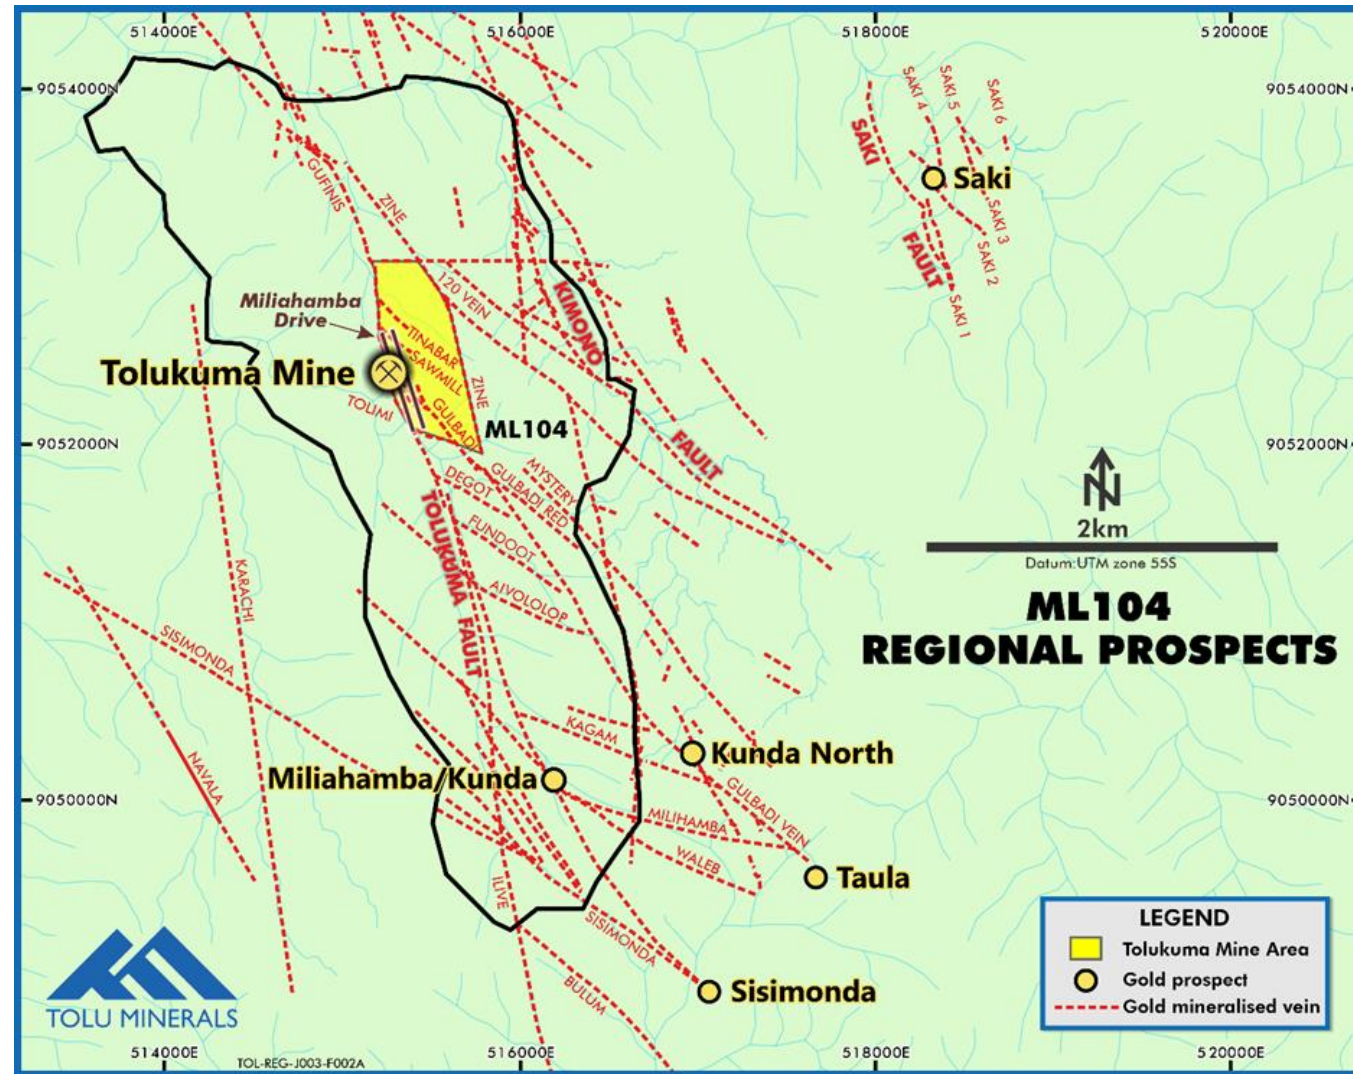 514000E
516000E
518000E
520000E
9054000N
9054000N
SAKI 4
SAKI 5
SAKI 6
SAKI
Saki
GUFINIS
ZINE
SAKI 3
FAULT
SAKI 2
SAKI 1
120 VEIN
KIMONO
Miliahamba
Drive
TINABAR
SAWMILL
Tolukuma Mine
ZINE
TOLIMI
GULBADI
ML104
9052000N
9052000N
FAULT
MYSTERY
GULBADI RED
DEGOT
TOLUKUMA FAULT
FUNDOOT
N
2km
Datum:UTM zone 55S
KARACHI
AIVOLOLOP
ML104
REGIONAL PROSPECTS
SISIMONDA
KAGAM
Kunda North
NAVALA
Miliahamba/Kunda
GULBADI VEIN
9050000N
9050000N
MILIHAMBA
WALEB
Taula
ILIVE
SISIMONDA
BULUM
Sisimonda
LEGEND
Tolukuma Mine Area
Gold prospect
Gold mineralised vein
TOLU MINERALS
514000E
516000E
518000E
520000E
TOL-REG-J003-F002A